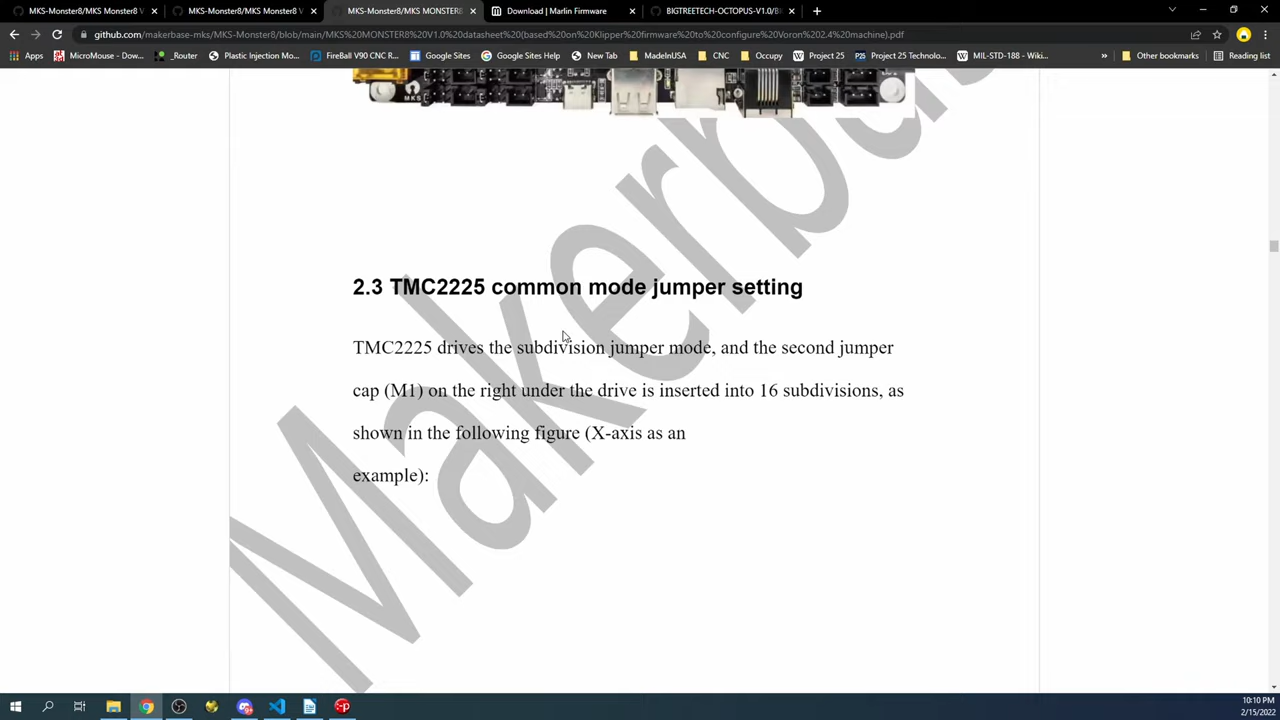 MKS-Monster8/MKS Monster8 V
MKS-Monster8/MKS Monster8 V
MKS-Monster8/MKS MONSTER8
Download | Marlin Firmware
BIGTREETECH-OCTOPUS-V1.0/B
github.com/makerbase-mks/MKS-Monster8/blob/main/MKS%20MONSTER8%20V1.0%20datasheet%20(based%20on%20Klipper%20firmware%20to%20configure%20Voron%202.4%20machine).pdf
Apps
MicroMouse - Dow...
_Router
Plastic Injection Mo...
FireBall V90 CNC R...
Google Sites
Google Sites Help
New Tab
MadeinUSA
CNC
Occupy
Project 25
Project 25 Technolo...
MIL-STD-188 - Wiki...
»
Other bookmarks
Reading list
MKS
Makerba
2.3 TMC2225 common mode jumper setting
TMC2225 drives the subdivision jumper mode, and the second jumper
cap (M1) on the right under the drive is inserted into 16 subdivisions, as
shown in the following figure (X-axis as an
example):
10:10 PM
2/15/2022